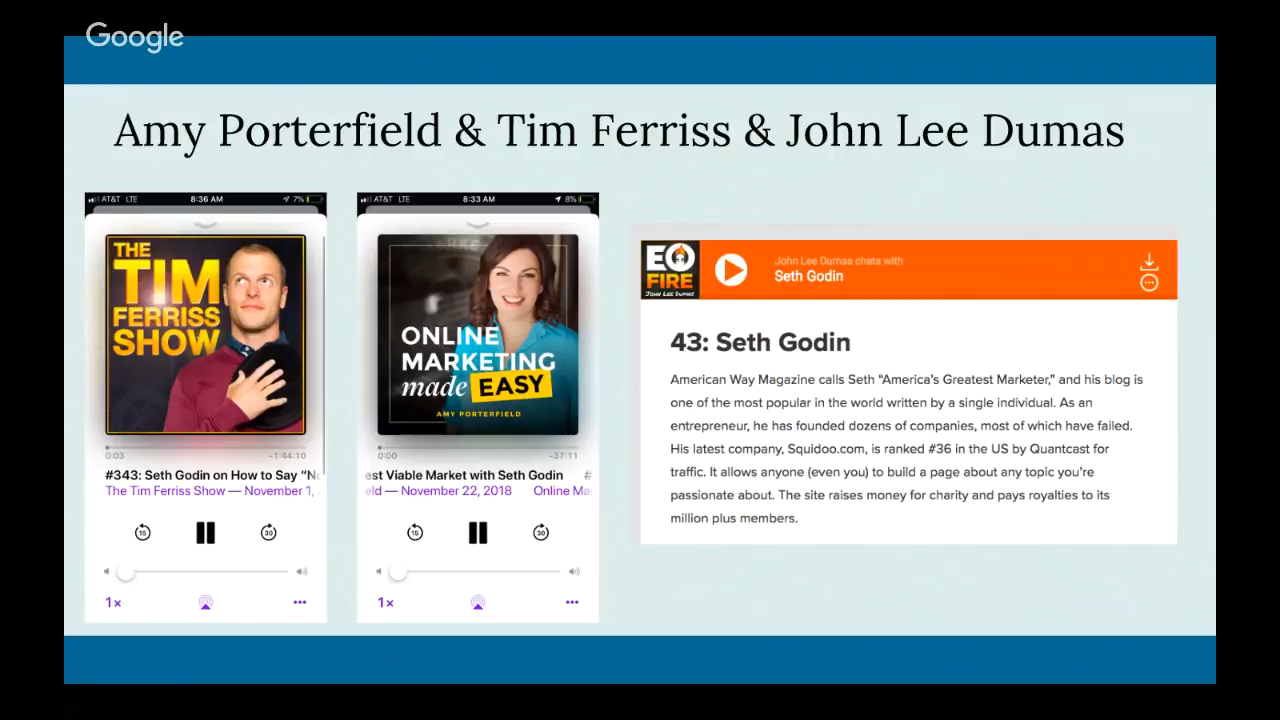 Google
Amy Porterfield & Tim Ferriss & John Lee Dumas
AT&T LTE 8:36 AM 7%
THE
TIM
FERRISS
SHOW
0:03 -1:44:10
#343: Seth Godin on How to Say “No
The Tim Ferriss Show — November 1,
15 30
1×
AT&T LTE 8:33 AM 8%
ONLINE
MARKETING
made EASY
AMY PORTERFIELD
0:00 -37:11
est Viable Market with Seth Godin #
eld — November 22, 2018 Online Ma
15 30
1×
EO
FIRE
JOHN LEE DUMAS
John Lee Dumas chats with
Seth Godin
43: Seth Godin
American Way Magazine calls Seth “America’s Greatest Marketer,” and his blog is
one of the most popular in the world written by a single individual. As an
entrepreneur, he has founded dozens of companies, most of which have failed.
His latest company, Squidoo.com, is ranked #36 in the US by Quantcast for
traffic. It allows anyone (even you) to build a page about any topic you’re
passionate about. The site raises money for charity and pays royalties to its
million plus members.